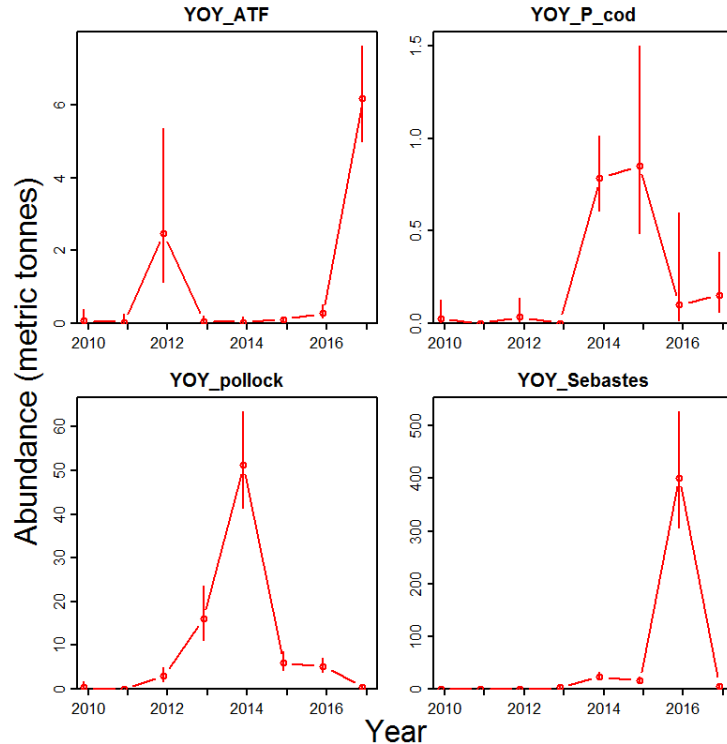 YOY_ATF
0 2 4 6
2010 2012 2014 2016
YOY_P_cod
0.0 0.5 1.0 1.5
2010 2012 2014 2016
YOY_pollock
0 10 20 30 40 50 60
2010 2012 2014 2016
YOY_Sebastes
0 100 200 300 400 500
2010 2012 2014 2016
Abundance (metric tonnes)
Year